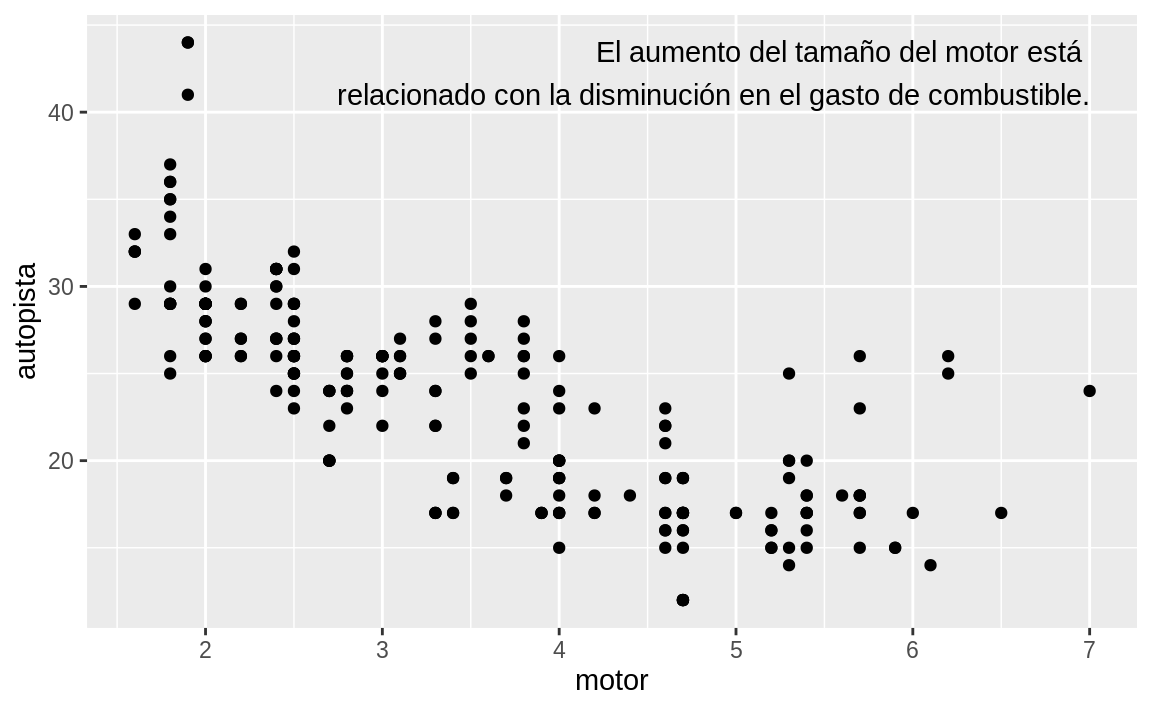 El aumento del tamaño del motor está
relacionado con la disminución en el gasto de combustible.
40
30
20
autopista
2 3 4 5 6 7
motor